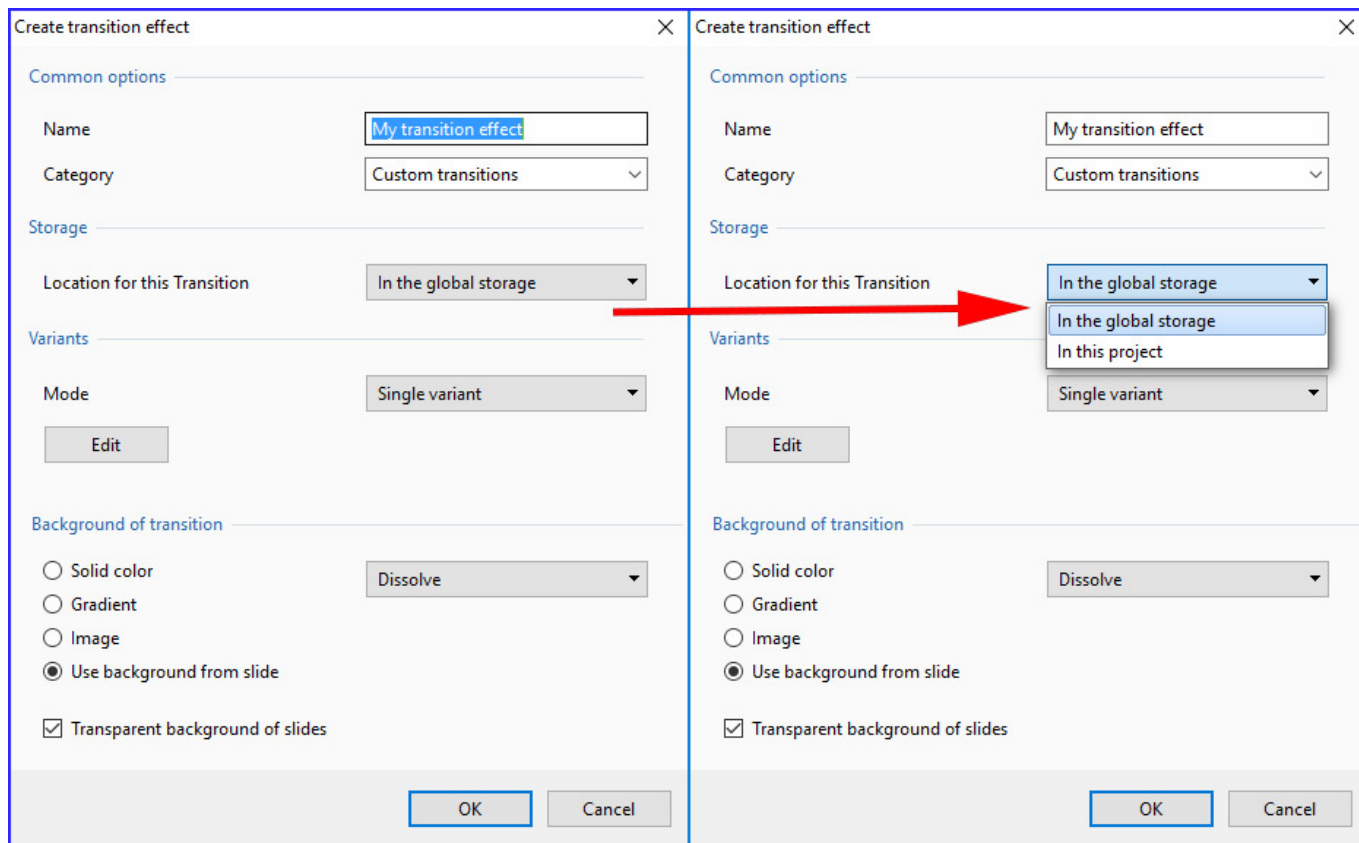 Create transition effect
Common options
Name
My transition effect
Category
Custom transitions
Storage
Location for this Transition
In the global storage
Variants
Mode
Single variant
Edit
Background of transition
Solid color
Dissolve
Gradient
Image
Use background from slide
Transparent background of slides
OK
Cancel
Create transition effect
Common options
Name
My transition effect
Category
Custom transitions
Storage
Location for this Transition
In the global storage
In the global storage
In this project
Variants
Mode
Single variant
Edit
Background of transition
Solid color
Dissolve
Gradient
Image
Use background from slide
Transparent background of slides
OK
Cancel